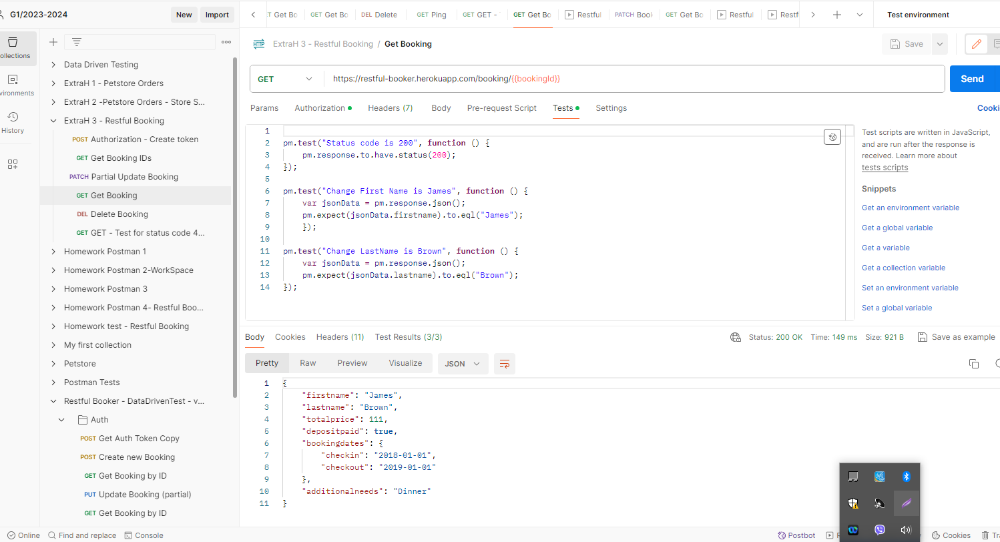 G1/2023-2024
New
Import
GET Get Bo
GET Get Bo
DEL Delete
GET Ping
GET GET -
GET Get Bo
Restful
PATCH Book
GET Get Bo
Restful
Restf
Test environment
ollections
vironments
History
Data Driven Testing
ExtraH 1 - Petstore Orders
ExtraH 2 -Petstore Orders - Store S...
ExtraH 3 - Restful Booking
POST Authorization - Create token
GET Get Booking IDs
PATCH Partial Update Booking
GET Get Booking
DEL Delete Booking
GET GET - Test for status code 4...
Homework Postman 1
Homework Postman 2-WorkSpace
Homework Postman 3
Homework Postman 4- Restful Boo...
Homework test - Restful Booking
My first collection
Petstore
Postman Tests
Restful Booker - DataDrivenTest - v...
Auth
POST Get Auth Token Copy
POST Create new Booking
GET Get Booking by ID
PUT Update Booking (partial)
GET Get Booking by ID
HTTP ExtraH 3 - Restful Booking / Get Booking
Save
GET https://restful-booker.herokuapp.com/booking/{{bookingId}}
Send
Params Authorization Headers (7) Body Pre-request Script Tests Settings
Cooki
1
2 pm.test("Status code is 200", function () {
3 pm.response.to.have.status(200);
4 });
5
6 pm.test("Change First Name is James", function () {
7 var jsonData = pm.response.json();
8 pm.expect(jsonData.firstname).to.eql("James");
9 });
10
11 pm.test("Change LastName is Brown", function () {
12 var jsonData = pm.response.json();
13 pm.expect(jsonData.lastname).to.eql("Brown");
14 });
Test scripts are written in JavaScript,
and are run after the response is
received. Learn more about
tests scripts
Snippets
Get an environment variable
Get a global variable
Get a variable
Get a collection variable
Set an environment variable
Set a global variable
Body Cookies Headers (11) Test Results (3/3)
Status: 200 OK Time: 149 ms Size: 921 B
Save as example
Pretty Raw Preview Visualize JSON
1 {
2 "firstname": "James",
3 "lastname": "Brown",
4 "totalprice": 111,
5 "depositpaid": true,
6 "bookingdates": {
7 "checkin": "2018-01-01",
8 "checkout": "2019-01-01"
9 },
10 "additionalneeds": "Dinner"
11 }
Online
Find and replace
Console
Postbot
Cookies